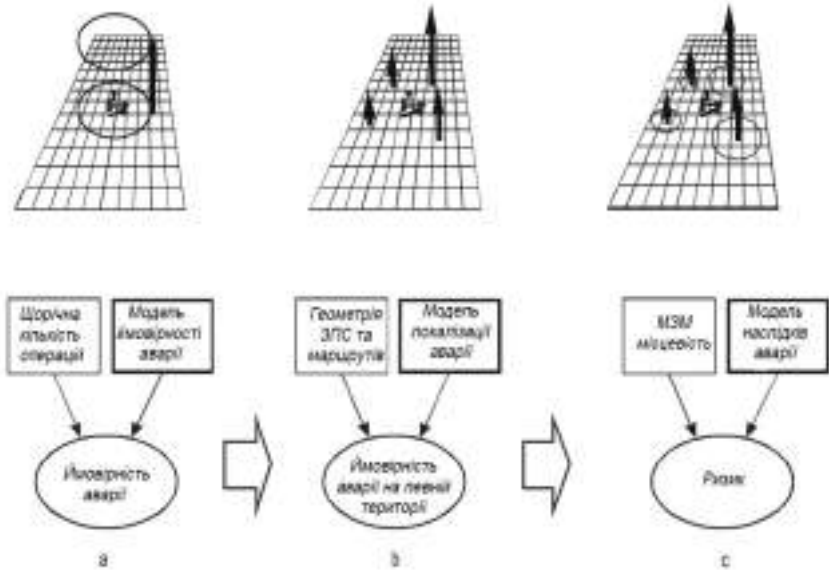 Щорічна
кількість
операцій
Модель
ймовірності
аварії
Геометрія
ЗПС та
маршрутів
Модель
локалізації
аварії
МЗМ
місцевість
Модель
наслідків
аварії
Ймовірність
аварії
Ймовірність
аварії на певній
території
Ризик
a
b
c